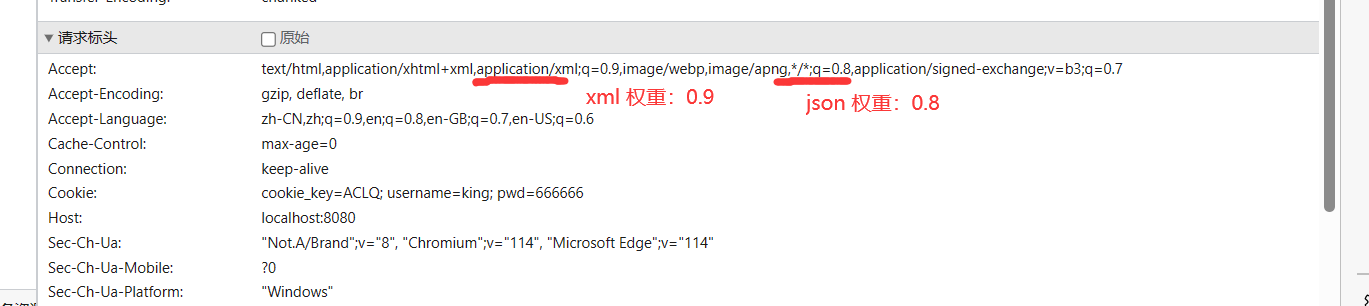 请求标头 原始
Accept: text/html,application/xhtml+xml,application/xml;q=0.9,image/webp,image/apng,*/*;q=0.8,application/signed-exchange;v=b3;q=0.7
xml 权重：0.9 json 权重：0.8
Accept-Encoding: gzip, deflate, br
Accept-Language: zh-CN,zh;q=0.9,en;q=0.8,en-GB;q=0.7,en-US;q=0.6
Cache-Control: max-age=0
Connection: keep-alive
Cookie: cookie_key=ACLQ; username=king; pwd=666666
Host: localhost:8080
Sec-Ch-Ua: "Not.A/Brand";v="8", "Chromium";v="114", "Microsoft Edge";v="114"
Sec-Ch-Ua-Mobile: ?0
Sec-Ch-Ua-Platform: "Windows"